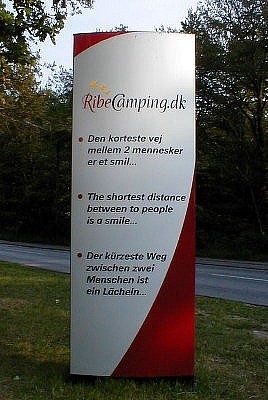 RibeCamping.dk
• Den korteste vej
mellem 2 mennesker
er et smil...
• The shortest distance
between to people
is a smile...
• Der kürzeste Weg
zwischen zwei
Menschen ist
ein Lächeln...